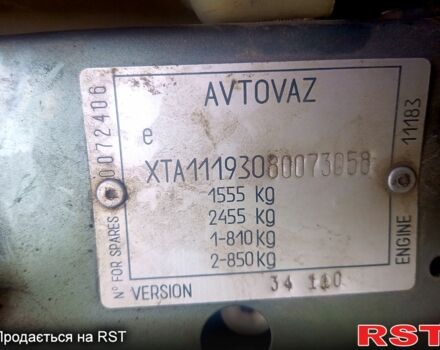 AVTOVAZ
e
XTA11193080073058
1555 kg
2455 kg
1-810 kg
2-850 kg
VERSION 34 110
N° FOR SPARES 0072406
ENGINE 11183
Продається на RST
RST